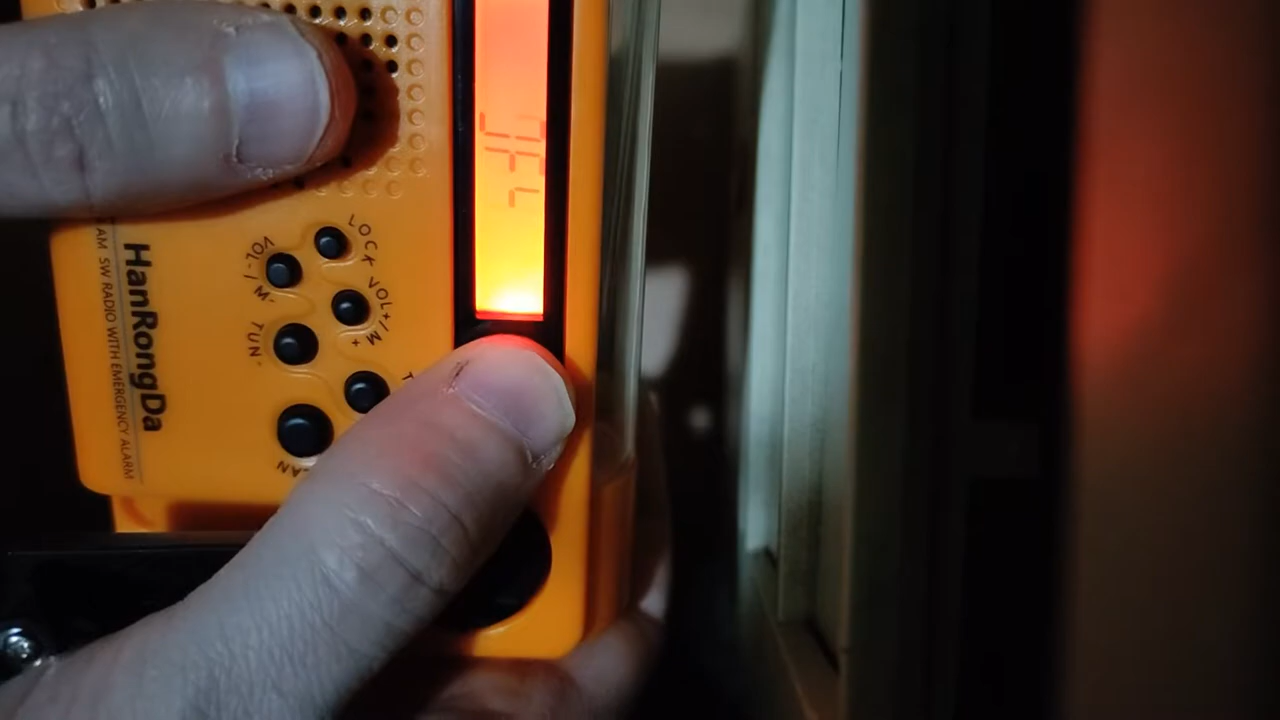 LOCK
VOL-/M-
VOL+/M+
TUN-
HanRongDa
AM SW RADIO WITH EMERGENCY ALARM